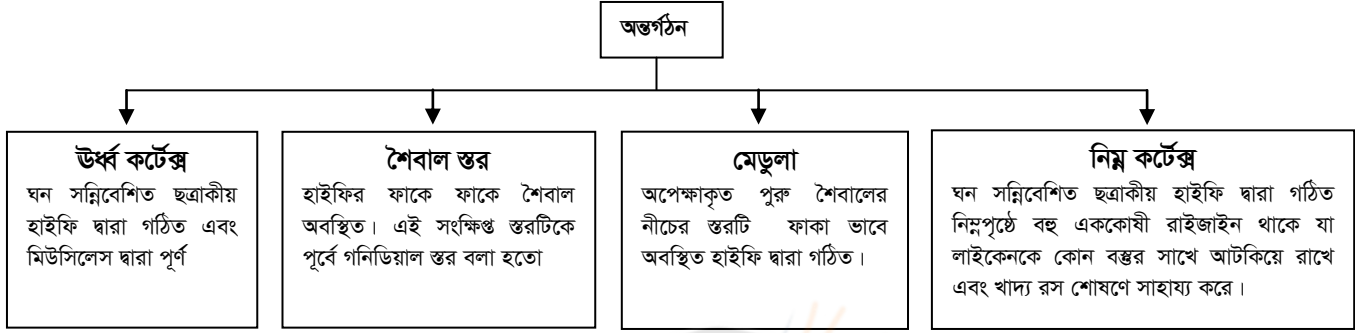 অন্তর্গঠন
ঊর্ধ্ব কর্টেক্স
ঘন সন্নিবেশিত ছত্রাকীয়
হাইফি দ্বারা গঠিত এবং
মিউসিলেস দ্বারা পূর্ণ
শৈবাল স্তর
হাইফির ফাকে ফাকে শৈবাল
অবস্থিত। এই সংক্ষিপ্ত স্তরটিকে
পূর্বে গনিডিয়াল স্তর বলা হতো
মেডুলা
অপেক্ষাকৃত পুরু শৈবালের
নীচের স্তরটি ফাকা ভাবে
অবস্থিত হাইফি দ্বারা গঠিত।
নিম্ন কর্টেক্স
ঘন সন্নিবেশিত ছত্রাকীয় হাইফি দ্বারা গঠিত
নিম্নপৃষ্ঠে বহু এককোষী রাইজাইন থাকে যা
লাইকেনকে কোন বস্তুর সাথে আটকিয়ে রাখে
এবং খাদ্য রস শোষণে সাহায্য করে।